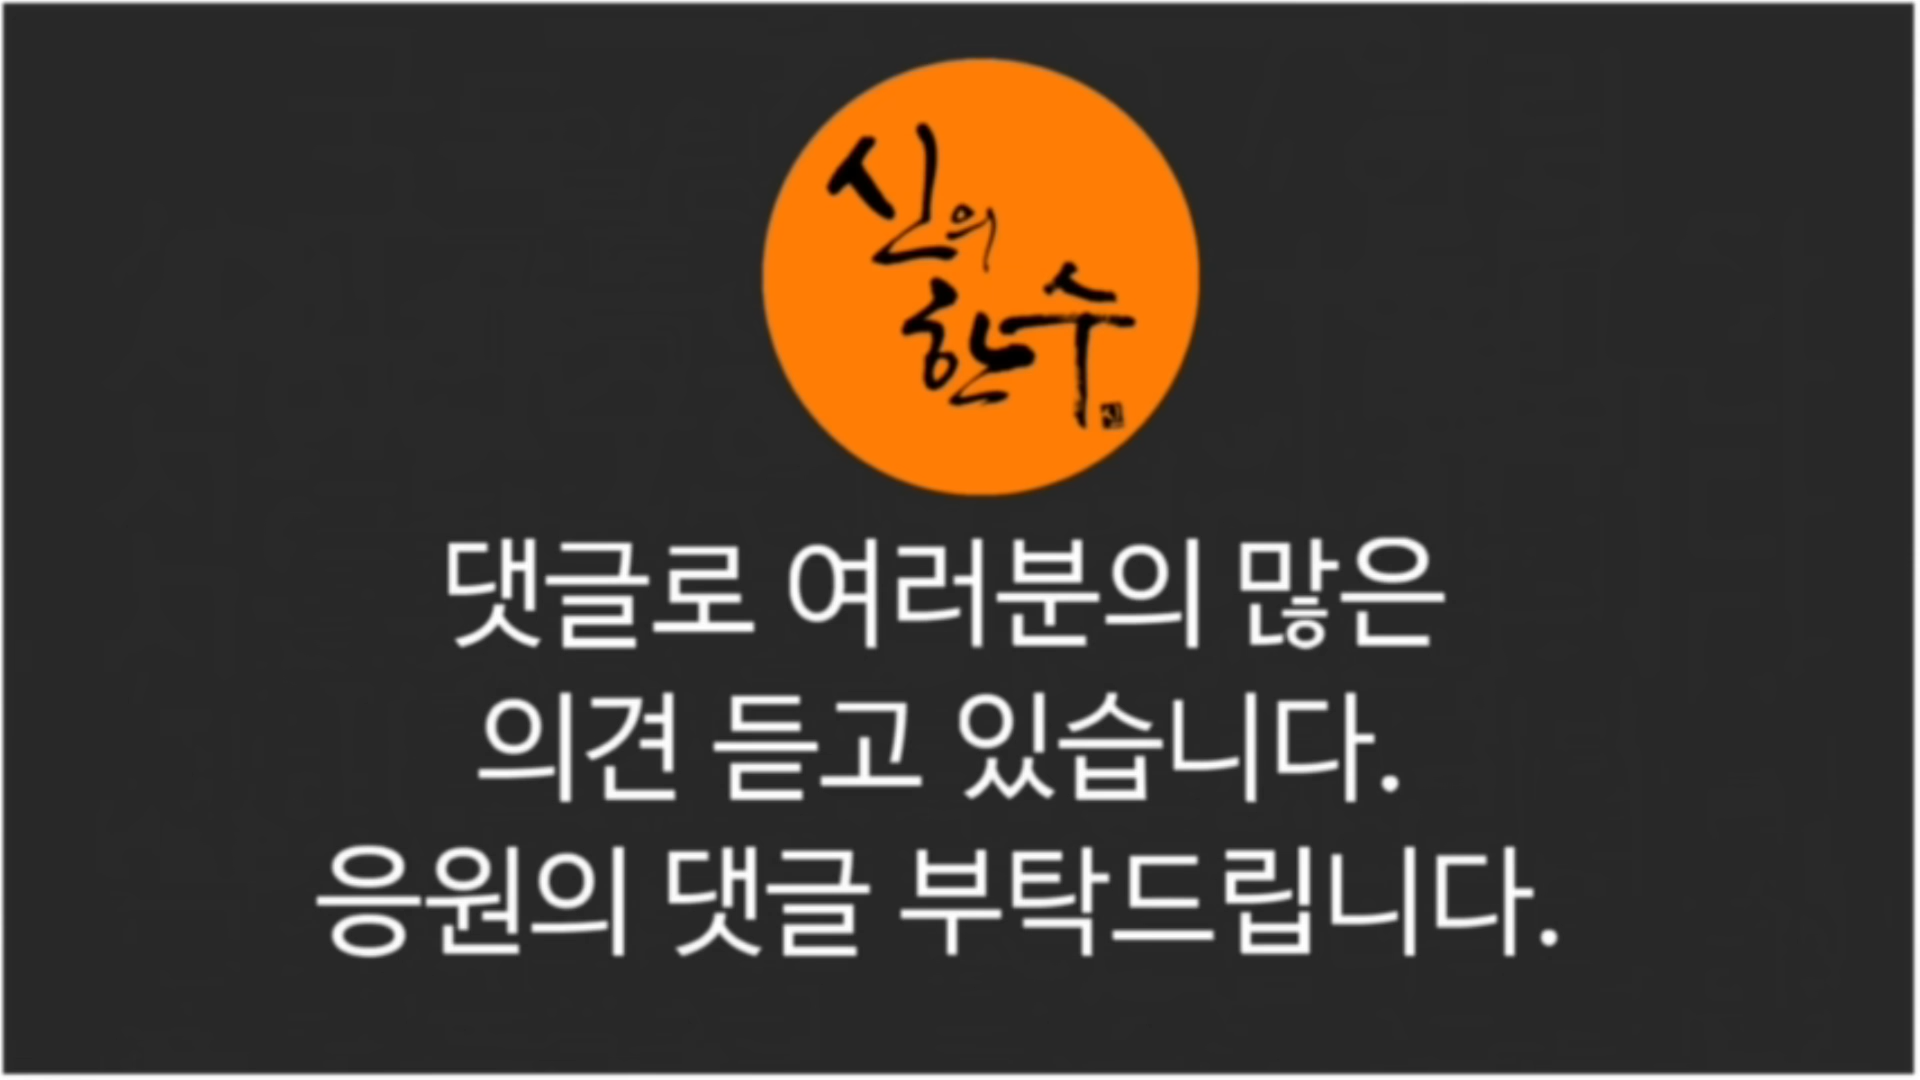 신의
한수
댓글로 여러분의 많은
의견 듣고 있습니다.
응원의 댓글 부탁드립니다.